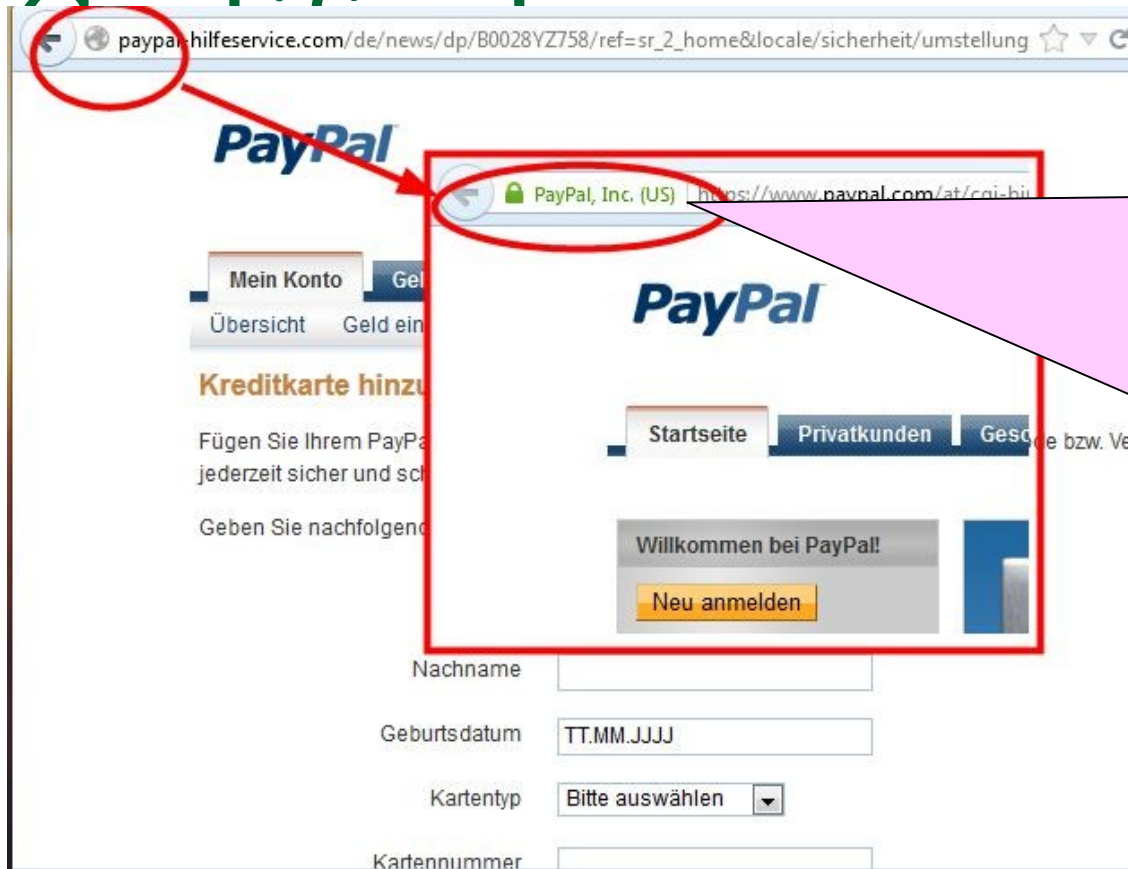 paypal-hilfeservice.com/de/news/dp/B0028YZ758/ref=sr_2_home&locale/sicherheit/umstellung
PayPal
PayPal, Inc. (US) https://www.paypal.com/at/cgi-bin
Mein Konto
Übersicht Geld ein
PayPal
Kreditkarte hinzu
Startseite Privatkunden
Fügen Sie Ihrem PayPa bzw. Ve
jederzeit sicher und sch
Geben Sie nachfolgend
Willkommen bei PayPal!
Neu anmelden
Nachname
Geburtsdatum TT.MM.JJJJ
Kartentyp Bitte auswählen
Kartennummer